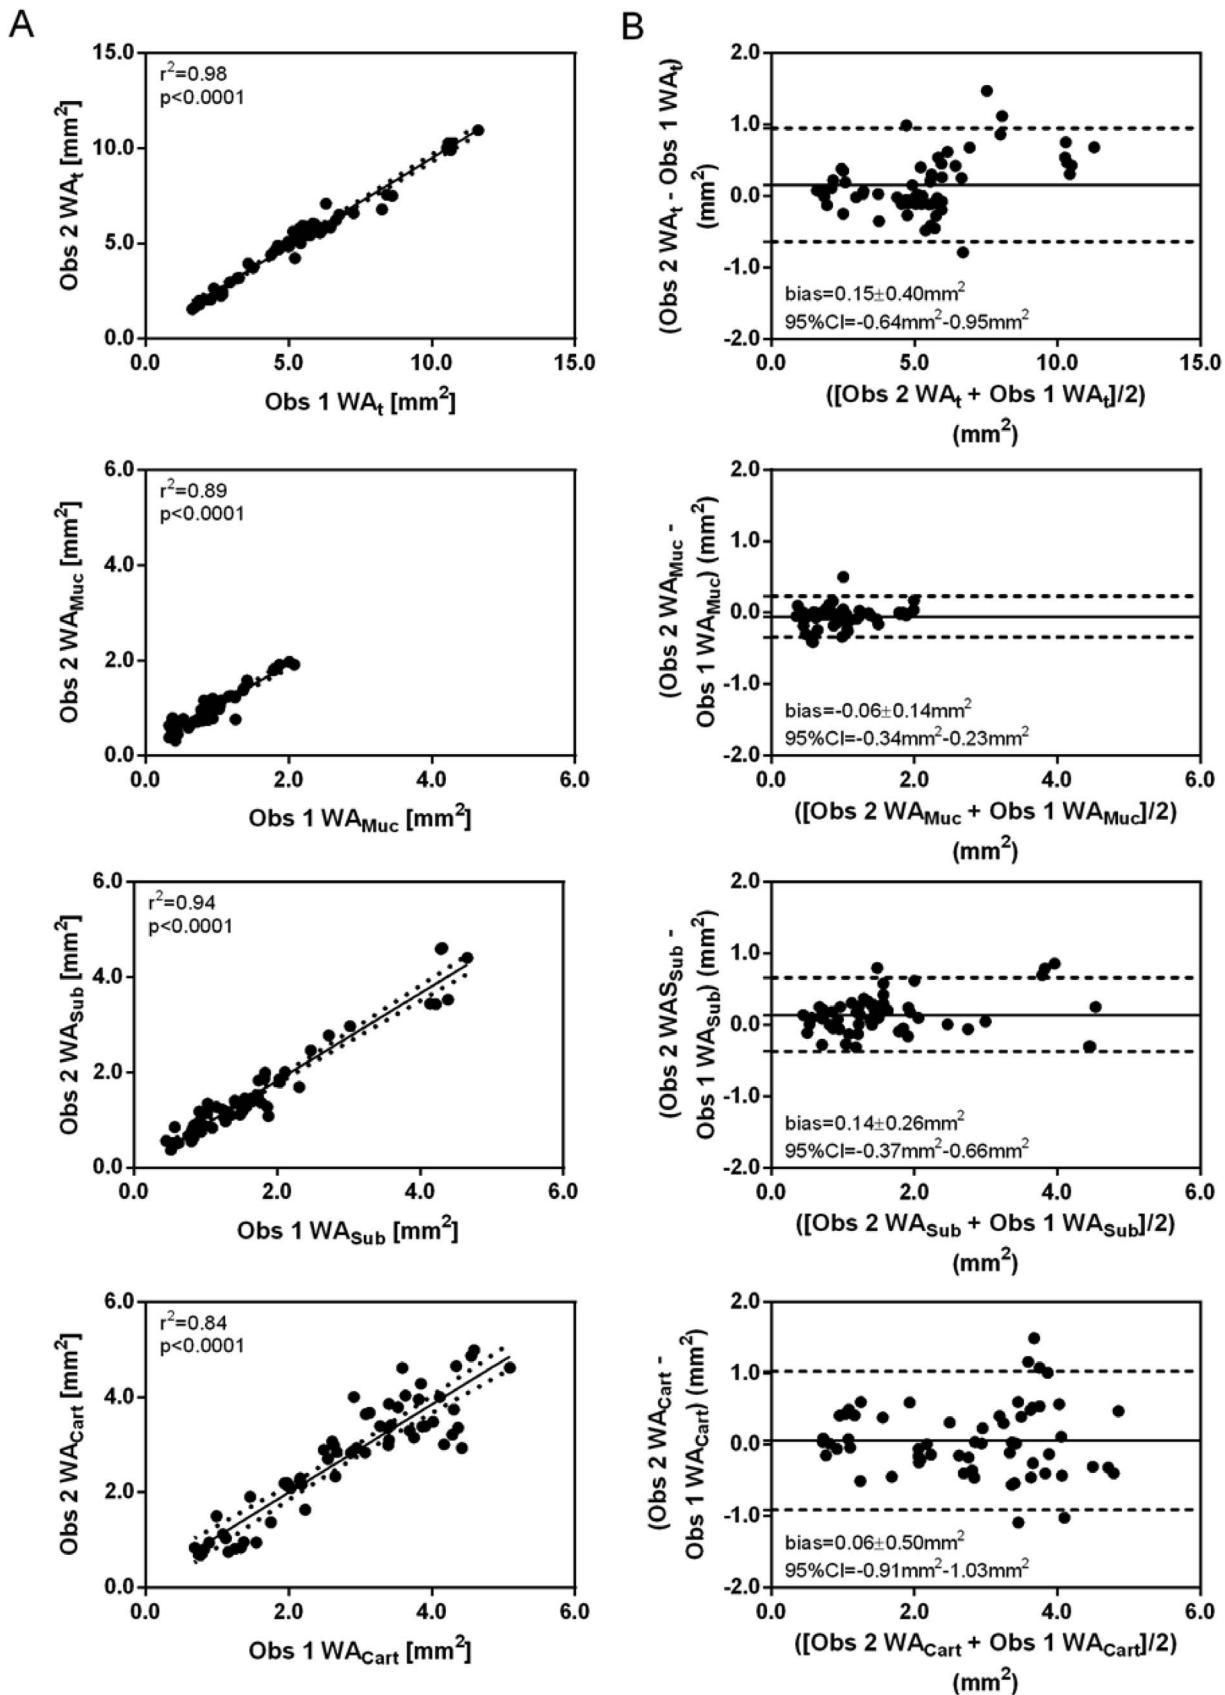 A
15.0
10.0
5.0
0.0
Obs 2 WAt [mm2]
r2=0.98
p<0.0001
0.0 5.0 10.0 15.0
Obs 1 WAt [mm2]
B
2.0
1.0
0.0
-1.0
-2.0
(Obs 2 WAt - Obs 1 WAt)
(mm2)
bias=0.15±0.40mm2
95%CI=-0.64mm2-0.95mm2
0.0 5.0 10.0 15.0
([Obs 2 WAt + Obs 1 WAt]/2)
(mm2)
6.0
4.0
2.0
0.0
Obs 2 WAMuc [mm2]
r2=0.89
p<0.0001
0.0 2.0 4.0 6.0
Obs 1 WAMuc [mm2]
2.0
1.0
0.0
-1.0
-2.0
(Obs 2 WAMuc -
Obs 1 WAMuc) (mm2)
bias=-0.06±0.14mm2
95%CI=-0.34mm2-0.23mm2
0.0 2.0 4.0 6.0
([Obs 2 WAMuc + Obs 1 WAMuc]/2)
(mm2)
6.0
4.0
2.0
0.0
Obs 2 WASub [mm2]
r2=0.94
p<0.0001
0.0 2.0 4.0 6.0
Obs 1 WASub [mm2]
2.0
1.0
0.0
-1.0
-2.0
(Obs 2 WASSub -
Obs 1 WASub) (mm2)
bias=0.14±0.26mm2
95%CI=-0.37mm2-0.66mm2
0.0 2.0 4.0 6.0
([Obs 2 WASub + Obs 1 WASub]/2)
(mm2)
6.0
4.0
2.0
0.0
Obs 2 WACart [mm2]
r2=0.84
p<0.0001
0.0 2.0 4.0 6.0
Obs 1 WACart [mm2]
2.0
1.0
0.0
-1.0
-2.0
(Obs 2 WACart -
Obs 1 WACart) (mm2)
bias=0.06±0.50mm2
95%CI=-0.91mm2-1.03mm2
0.0 2.0 4.0 6.0
([Obs 2 WACart + Obs 1 WACart]/2)
(mm2)